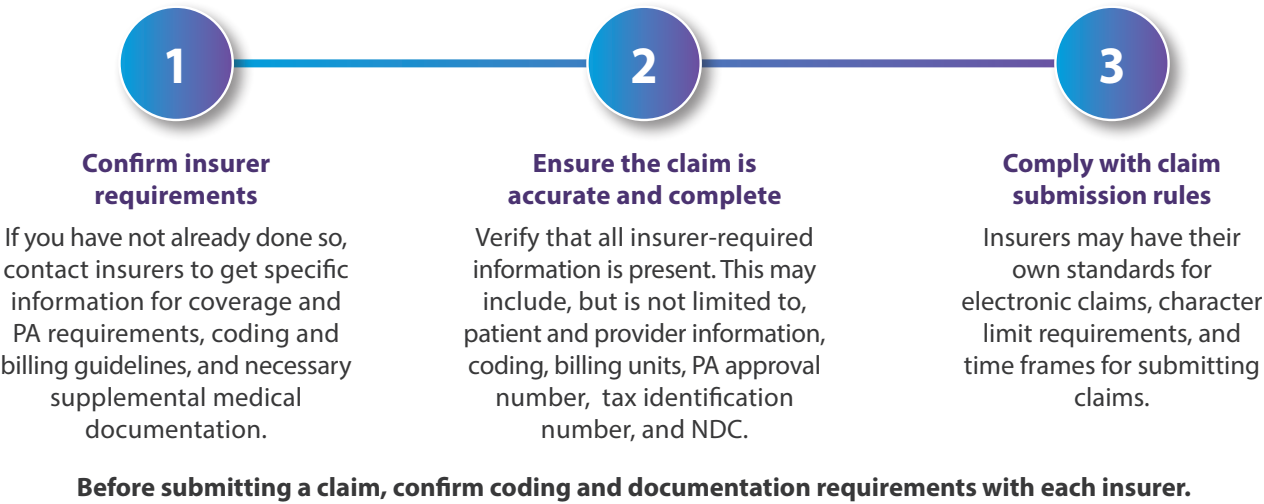 1
Confirm insurer
requirements
If you have not already done so,
contact insurers to get specific
information for coverage and
PA requirements, coding and
billing guidelines, and necessary
supplemental medical
documentation.
2
Ensure the claim is
accurate and complete
Verify that all insurer-required
information is present. This may
include, but is not limited to,
patient and provider information,
coding, billing units, PA approval
number, tax identification
number, and NDC.
3
Comply with claim
submission rules
Insurers may have their
own standards for
electronic claims, character
limit requirements, and
time frames for submitting
claims.
Before submitting a claim, confirm coding and documentation requirements with each insurer.